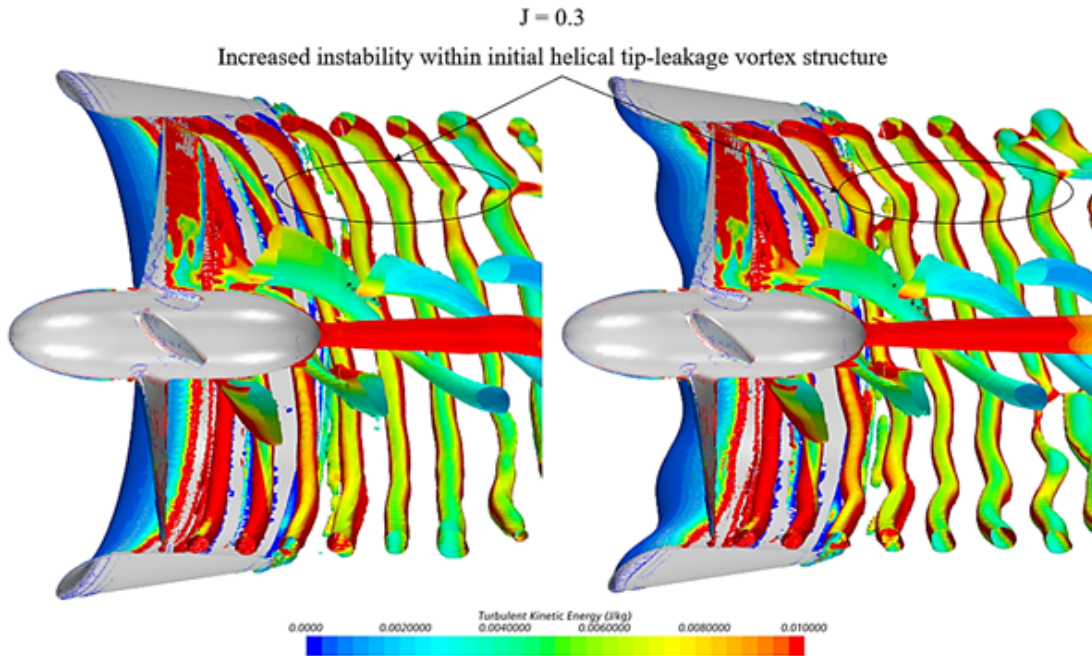 J = 0.3
Increased instability within initial helical tip-leakage vortex structure
Turbulent Kinetic Energy (J/kg)
0.0000 0.0020000 0.0040000 0.0060000 0.0080000 0.010000